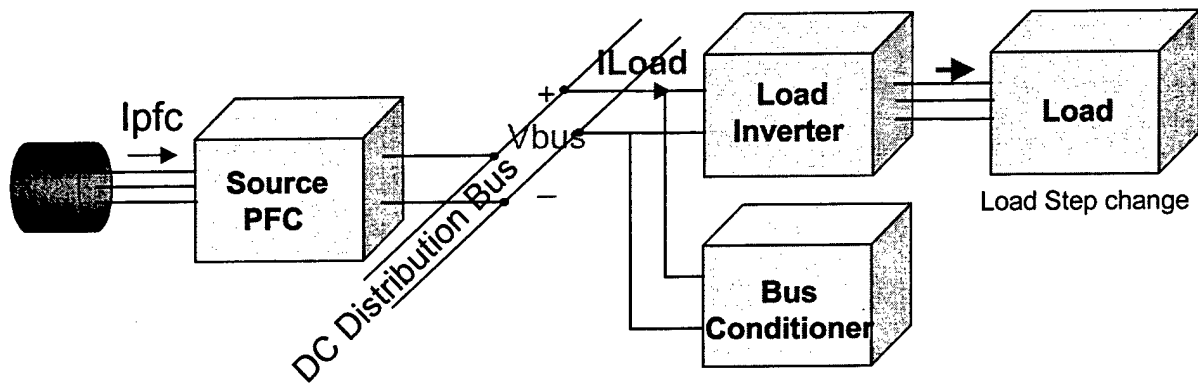 Ipfc
Source
PFC
DC Distribution Bus
+
Vbus
−
ILoad
Load
Inverter
Load
Load Step change
Bus
Conditioner